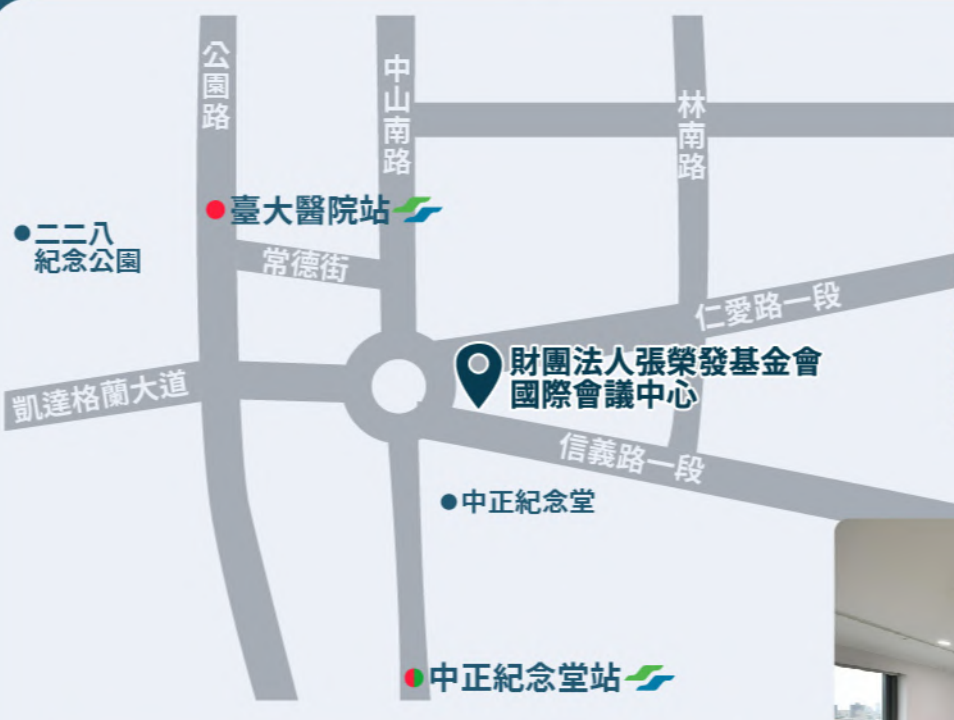 公園路
中山南路
林南路
臺大醫院站
二二八
紀念公園
常德街
仁愛路一段
財團法人張榮發基金會
國際會議中心
凱達格蘭大道
信義路一段
中正紀念堂
中正紀念堂站